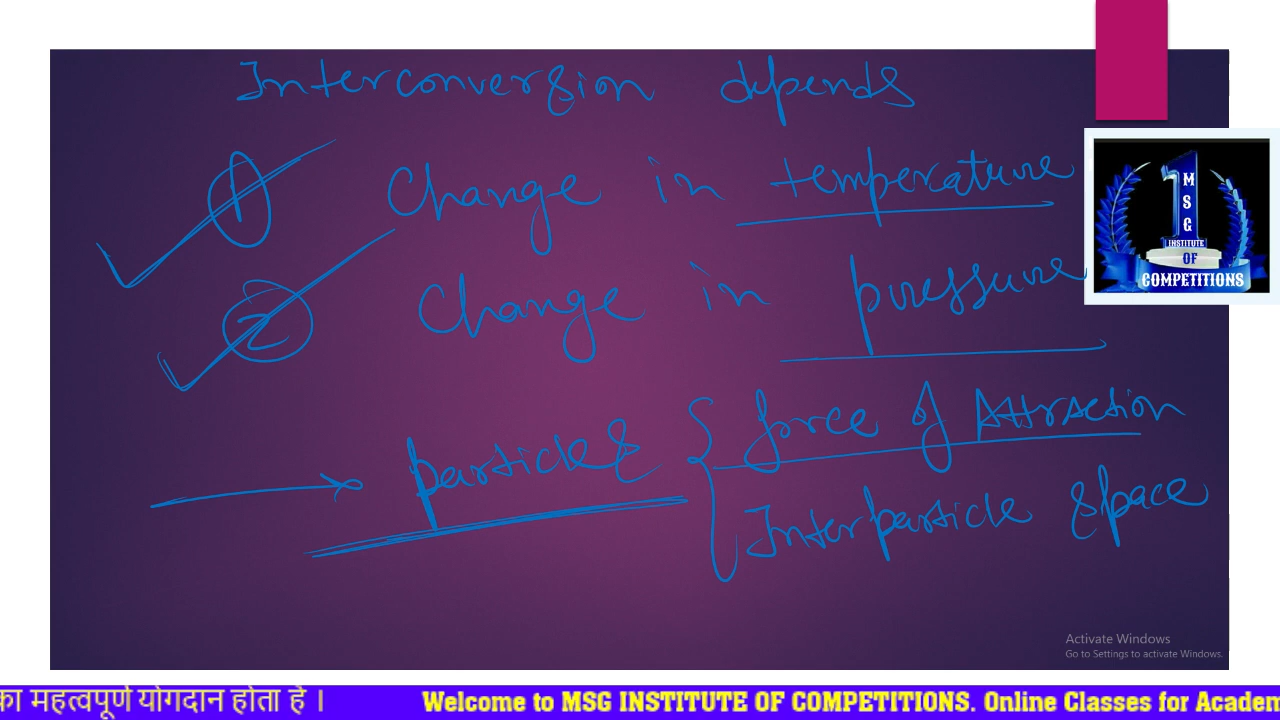 Interconversion depends
1 Change in temperature
2 Change in pressure
→ particles { force of Attraction
Interparticle space
1
MSG
INSTITUTE
OF
COMPETITIONS
Activate Windows
Go to Settings to activate Windows.
का महत्वपूर्ण योगदान होता है । Welcome to MSG INSTITUTE OF COMPETITIONS. Online Classes for Academ